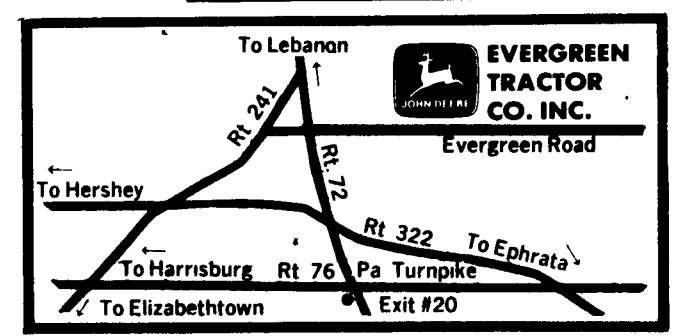 To Lebanon
EVERGREEN
TRACTOR
CO. INC.
JOHN DEERE
Rt 241
Evergreen Road
Rt. 72
To Hershey
Rt 322
To Ephrata
To Harrisburg Rt 76 Pa Turnpike
To Elizabethtown
Exit #20